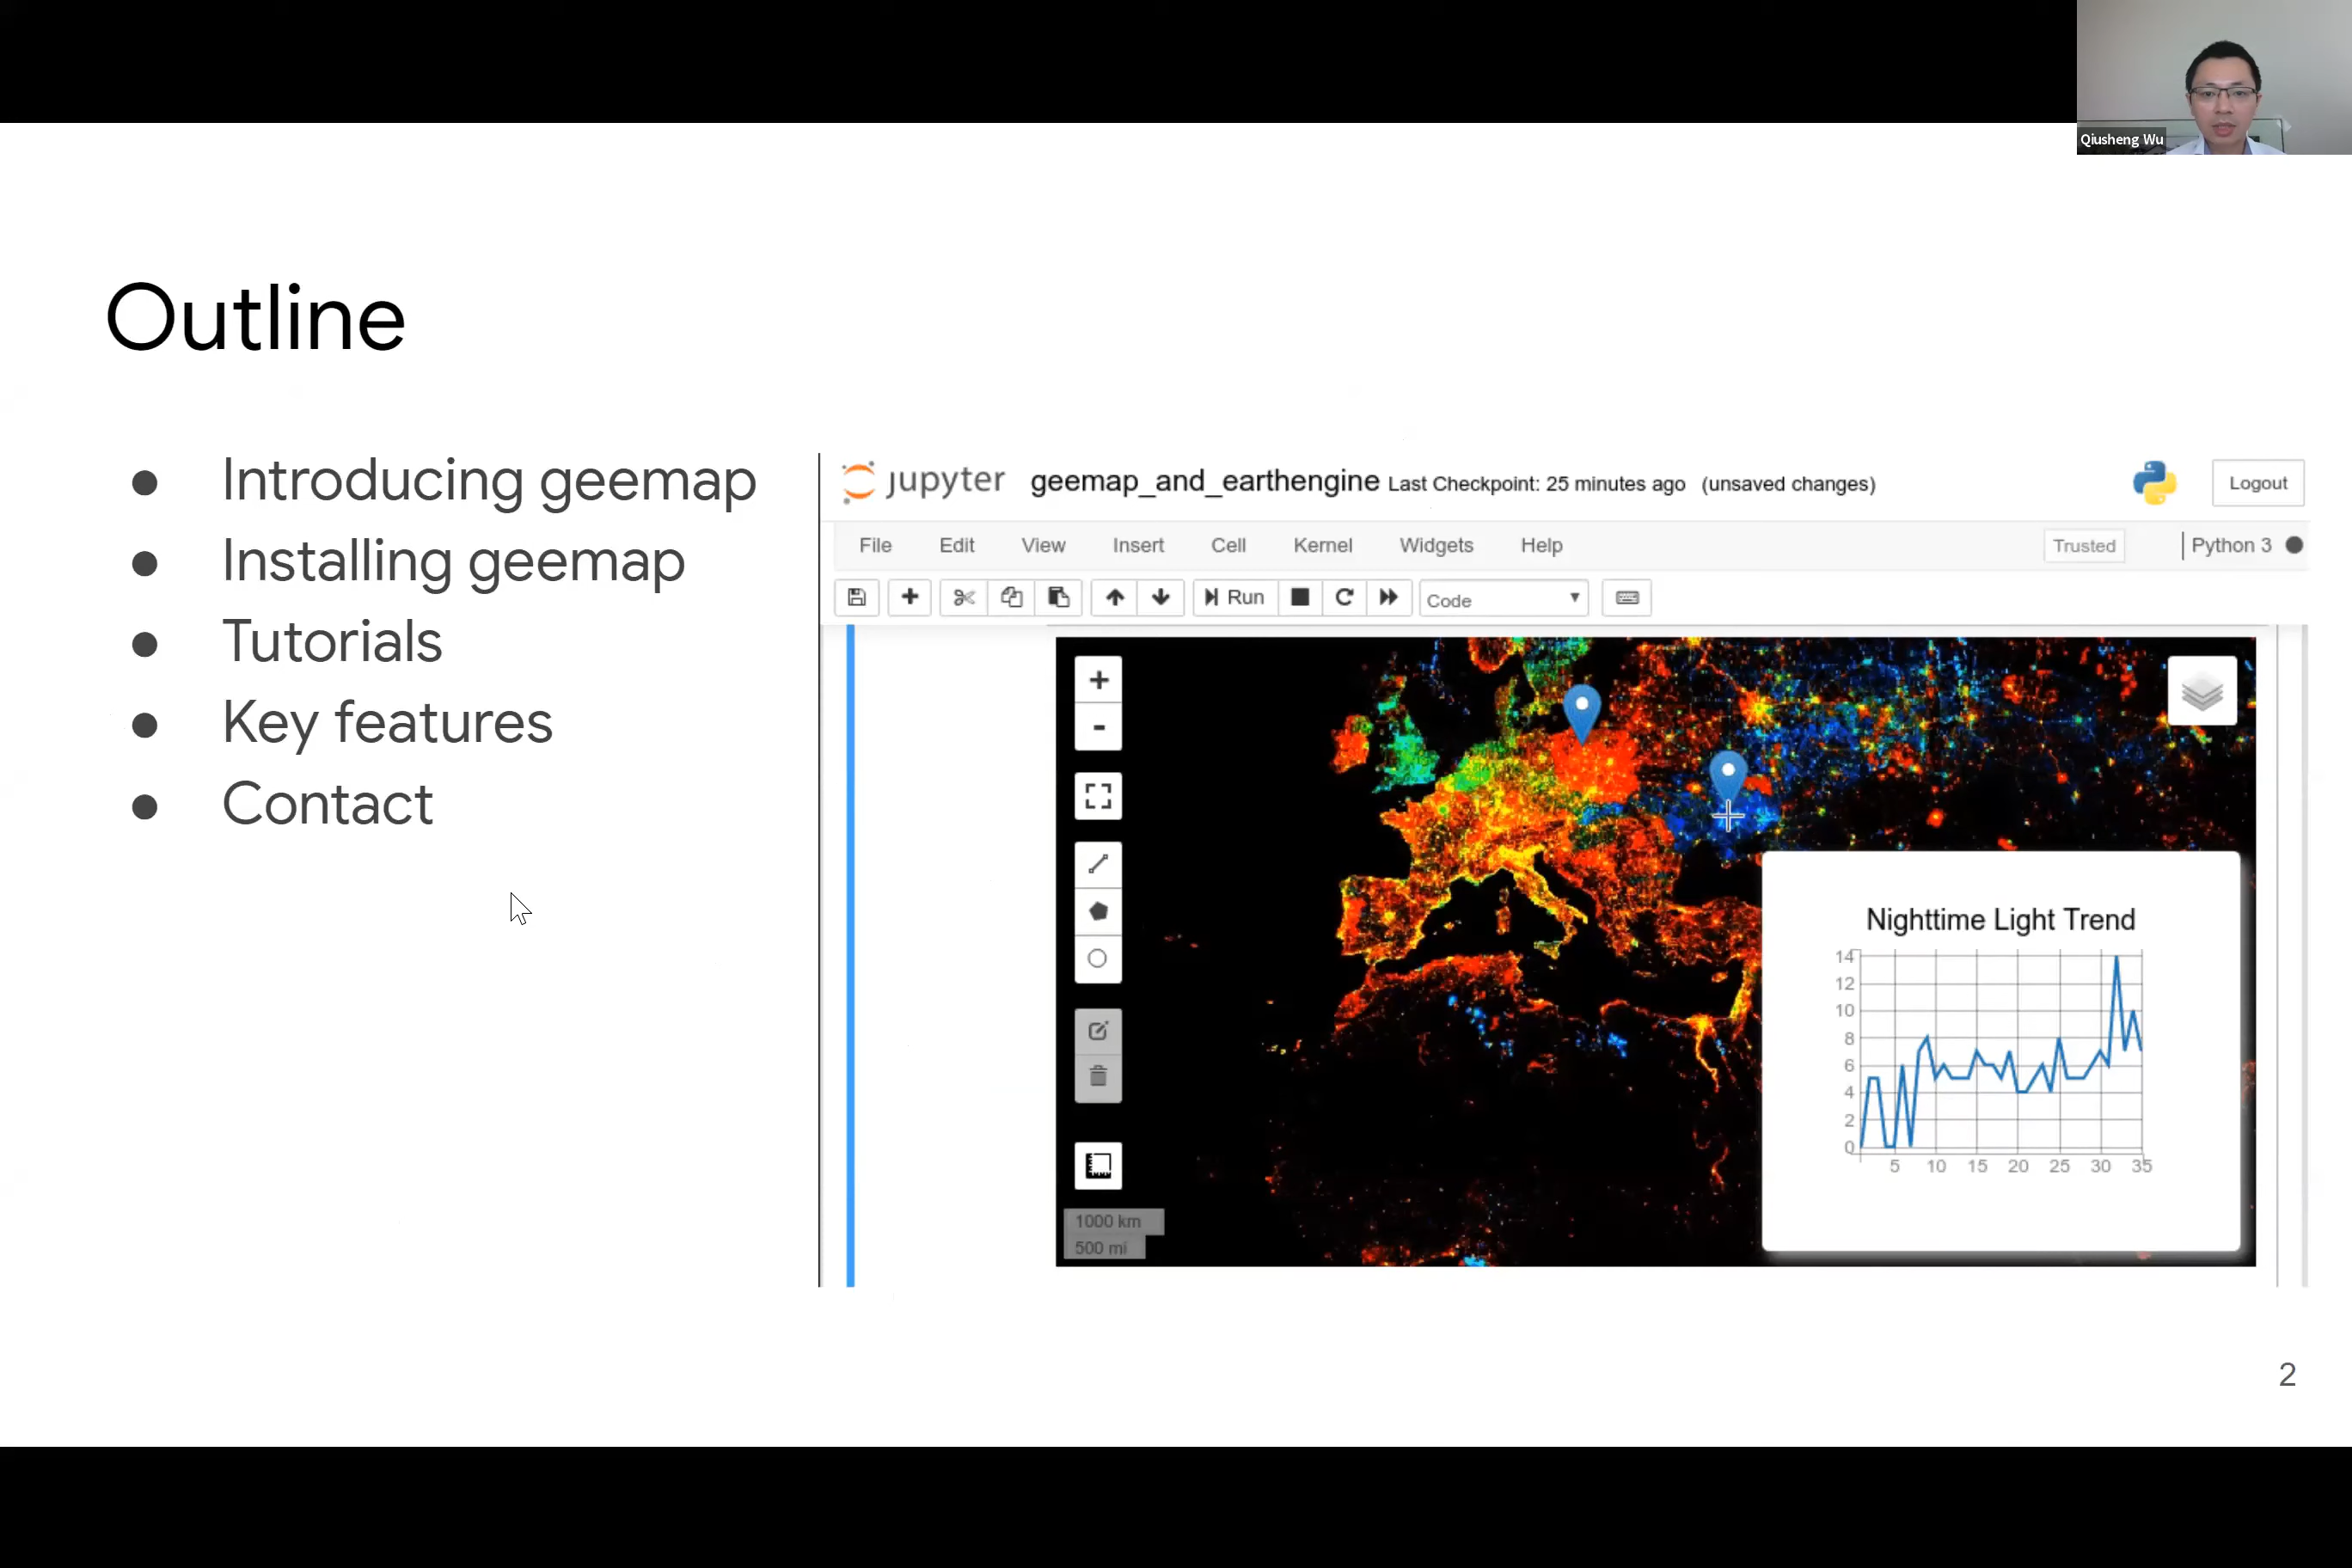 Qiusheng Wu
Outline
● Introducing geemap
● Installing geemap
● Tutorials
● Key features
● Contact
jupyter geemap_and_earthengine Last Checkpoint: 25 minutes ago (unsaved changes) Logout
File Edit View Insert Cell Kernel Widgets Help Trusted | Python 3
Run Code
+
-
1000 km
500 mi
Nighttime Light Trend
14
12
10
8
6
4
2
0
5 10 15 20 25 30 35
2